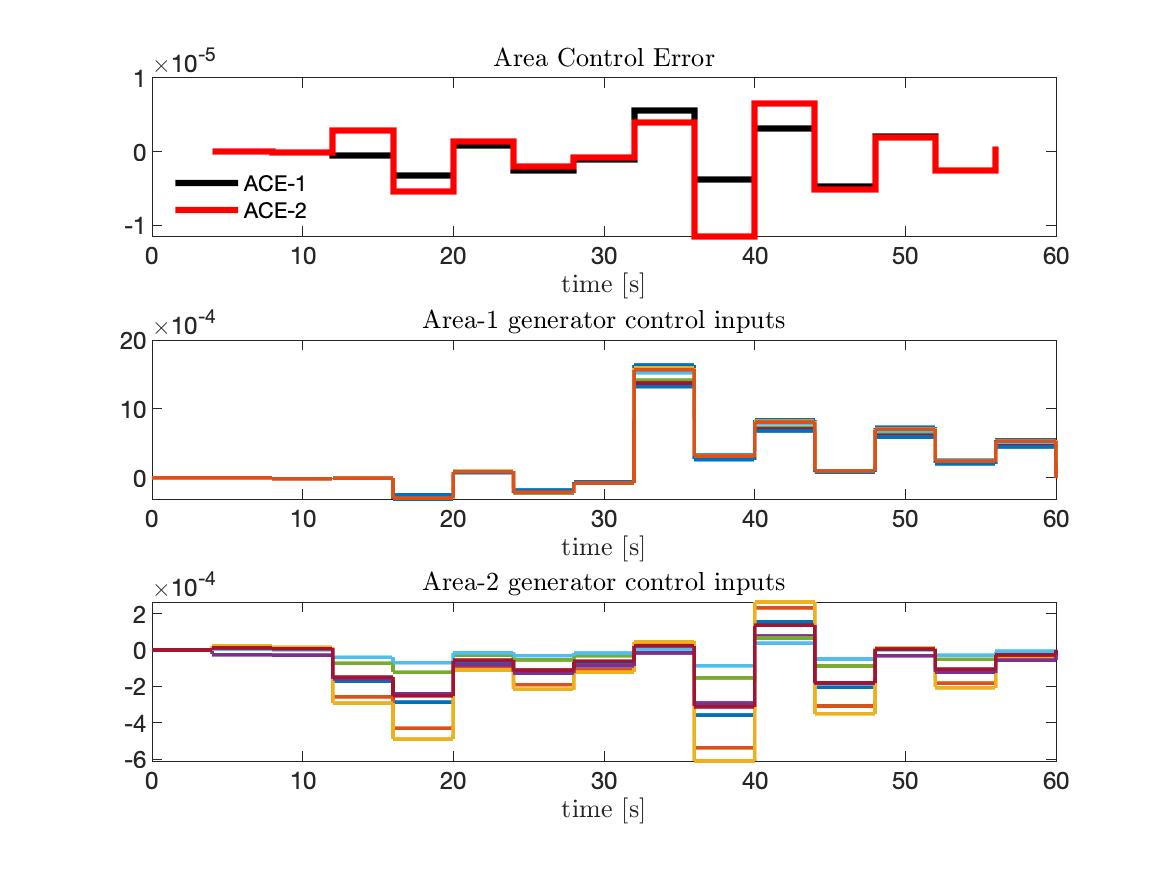 ×10⁻⁵
Area Control Error
1
0
-1
ACE-1
ACE-2
0 10 20 30 40 50 60
time [s]
×10⁻⁴
Area-1 generator control inputs
20
10
0
0 10 20 30 40 50 60
time [s]
×10⁻⁴
Area-2 generator control inputs
2
0
-2
-4
-6
0 10 20 30 40 50 60
time [s]